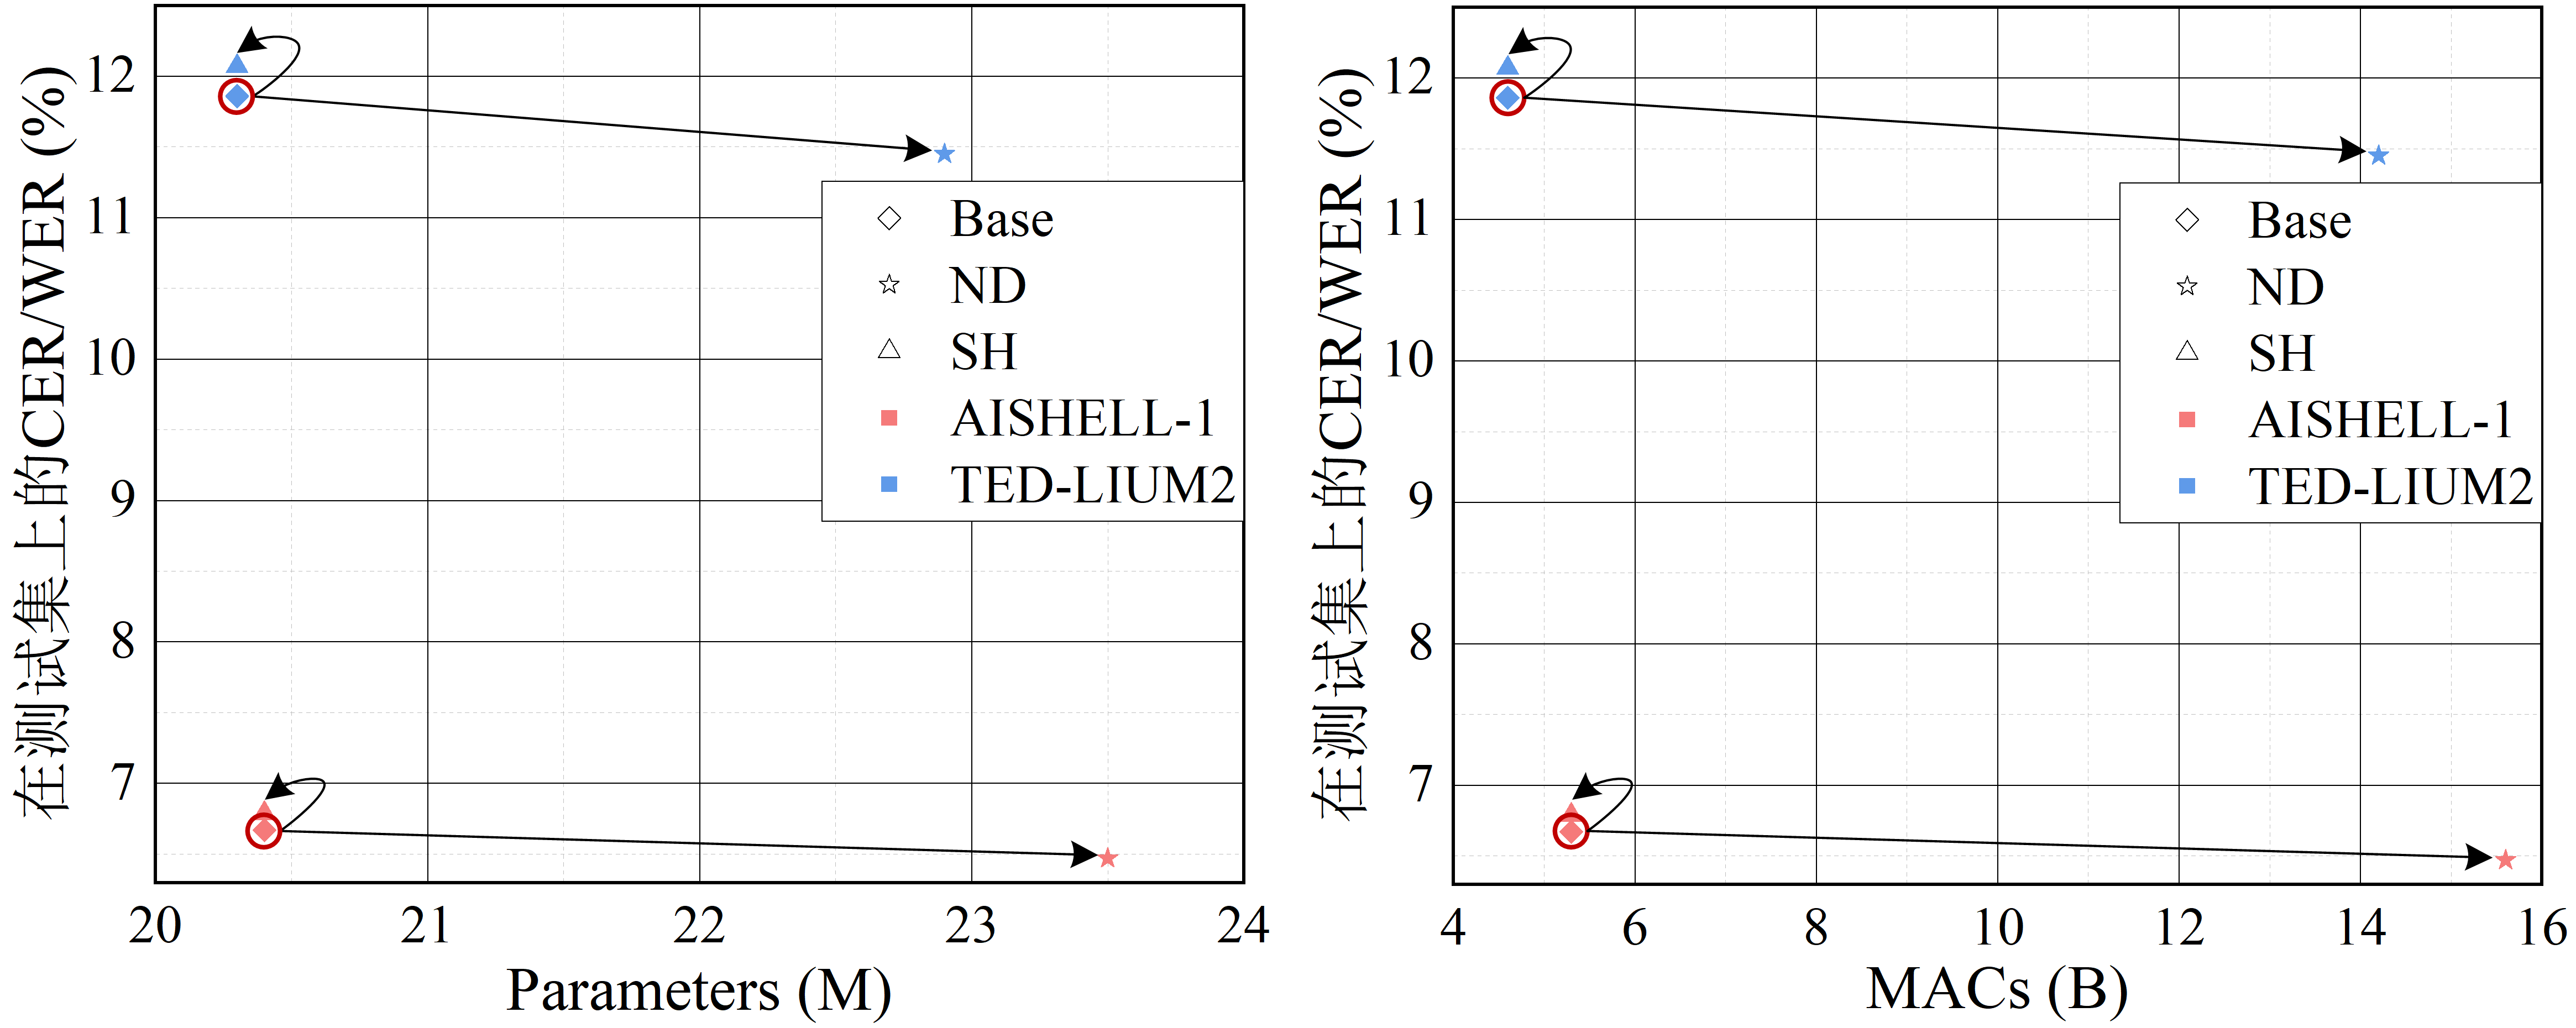 在测试集上的CER/WER (%)
12
11
10
9
8
7
20
21
22
23
24
Parameters (M)
Base
ND
SH
AISHELL-1
TED-LIUM2
在测试集上的CER/WER (%)
12
11
10
9
8
7
4
6
8
10
12
14
16
MACs (B)
Base
ND
SH
AISHELL-1
TED-LIUM2